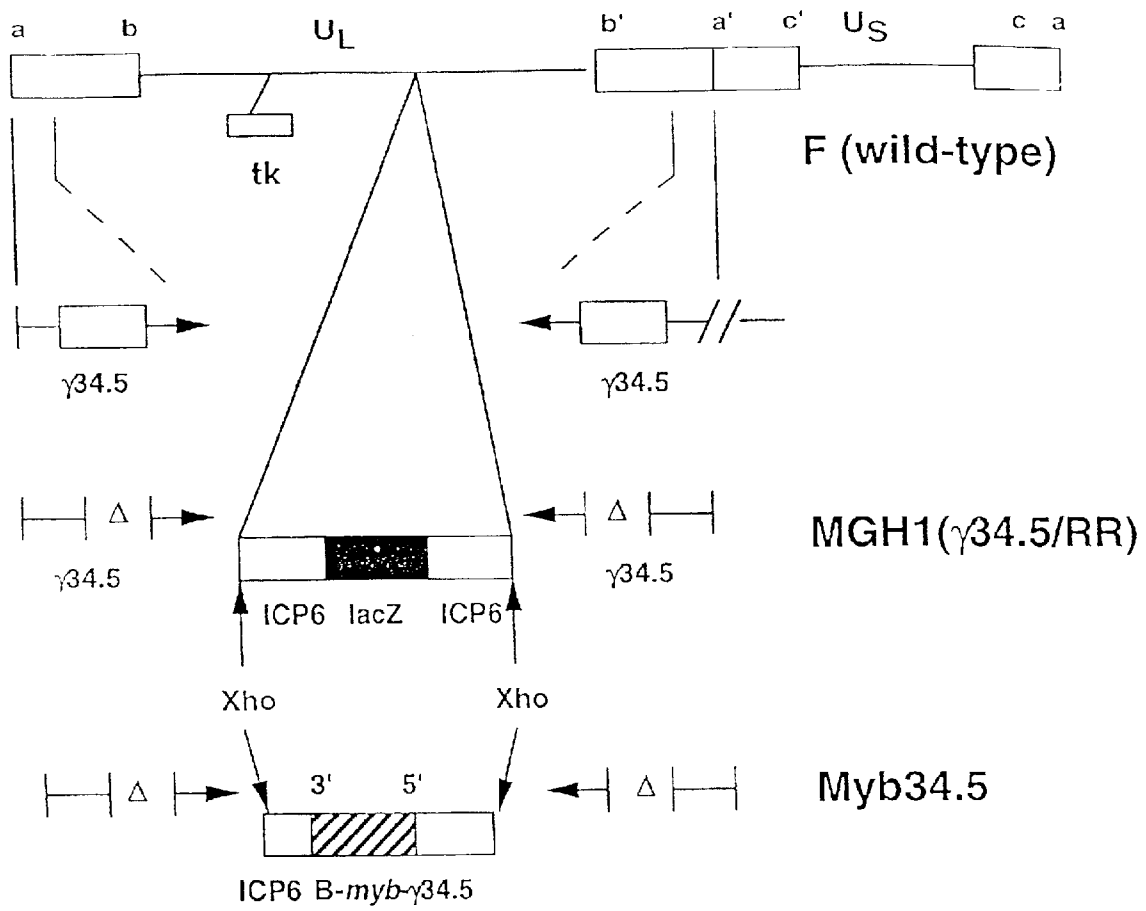 a b U_L b' a' c' U_S c a
tk
F (wild-type)
γ34.5 γ34.5
Δ Δ MGH1(γ34.5/RR)
γ34.5 γ34.5
ICP6 lacZ ICP6
Xho Xho
Δ 3' 5' Δ Myb34.5
ICP6 B-myb-γ34.5